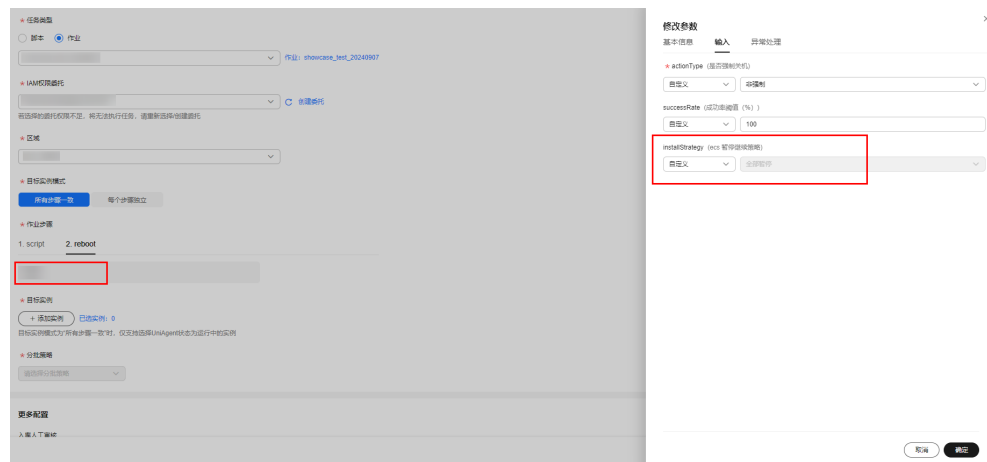 * 任务类型
脚本 作业
作业：showcase_test_20240907
* IAM权限委托
创建委托
若选择的委托权限不足，将无法执行任务，请重新选择/创建委托
* 区域
* 目标实例模式
所有步骤一致 每个步骤独立
* 作业步骤
1. script 2. reboot
* 目标实例
+ 添加实例 已选实例：0
目标实例模式为“所有步骤一致”时，仅支持选择UniAgent状态为运行中的实例
* 分批策略
请选择分批策略
更多配置
人工审核
修改参数
基本信息 输入 异常处理
* actionType (是否强制关机)
自定义 非强制
successRate (成功率阈值（%）)
自定义 100
installStrategy (ecs 暂停继续策略)
自定义 全部暂停
取消 确定